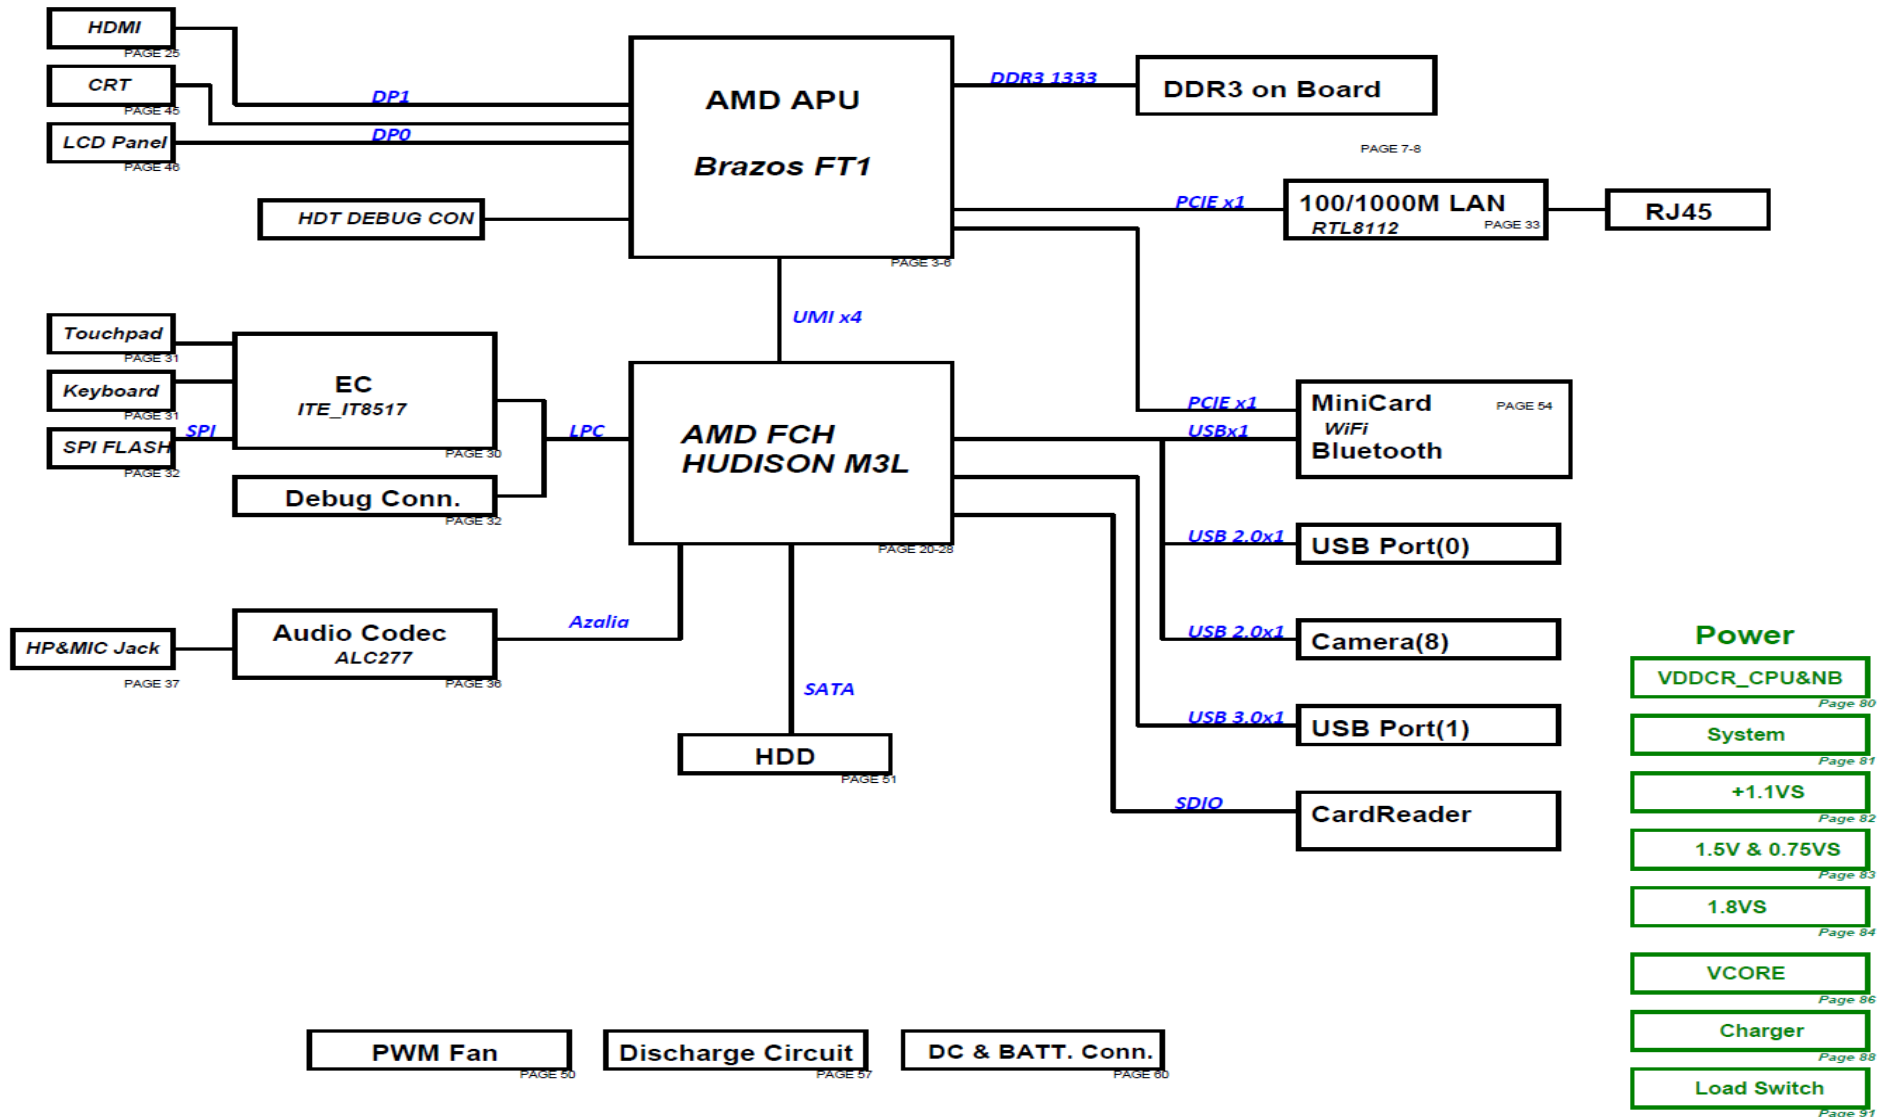 HDMI
PAGE 25
CRT
PAGE 45
LCD Panel
PAGE 46
DP1
DP0
HDT DEBUG CON
AMD APU
Brazos FT1
PAGE 3-6
DDR3 1333
DDR3 on Board
PAGE 7-8
PCIE x1
100/1000M LAN
RTL8112
PAGE 33
RJ45
UMI x4
Touchpad
PAGE 31
Keyboard
PAGE 31
SPI FLASH
PAGE 32
SPI
EC
ITE_IT8517
PAGE 30
Debug Conn.
PAGE 32
LPC
AMD FCH
HUDISON M3L
PAGE 20-28
PCIE x1
USBx1
MiniCard
PAGE 54
WiFi
Bluetooth
USB 2.0x1
USB Port(0)
USB 2.0x1
Camera(8)
USB 3.0x1
USB Port(1)
SDIO
CardReader
HP&MIC Jack
PAGE 37
Audio Codec
ALC277
PAGE 36
Azalia
SATA
HDD
PAGE 51
Power
VDDCR_CPU&NB
Page 80
System
Page 81
+1.1VS
Page 82
1.5V & 0.75VS
Page 83
1.8VS
Page 84
VCORE
Page 86
Charger
Page 88
Load Switch
Page 91
PWM Fan
PAGE 50
Discharge Circuit
PAGE 57
DC & BATT. Conn.
PAGE 60